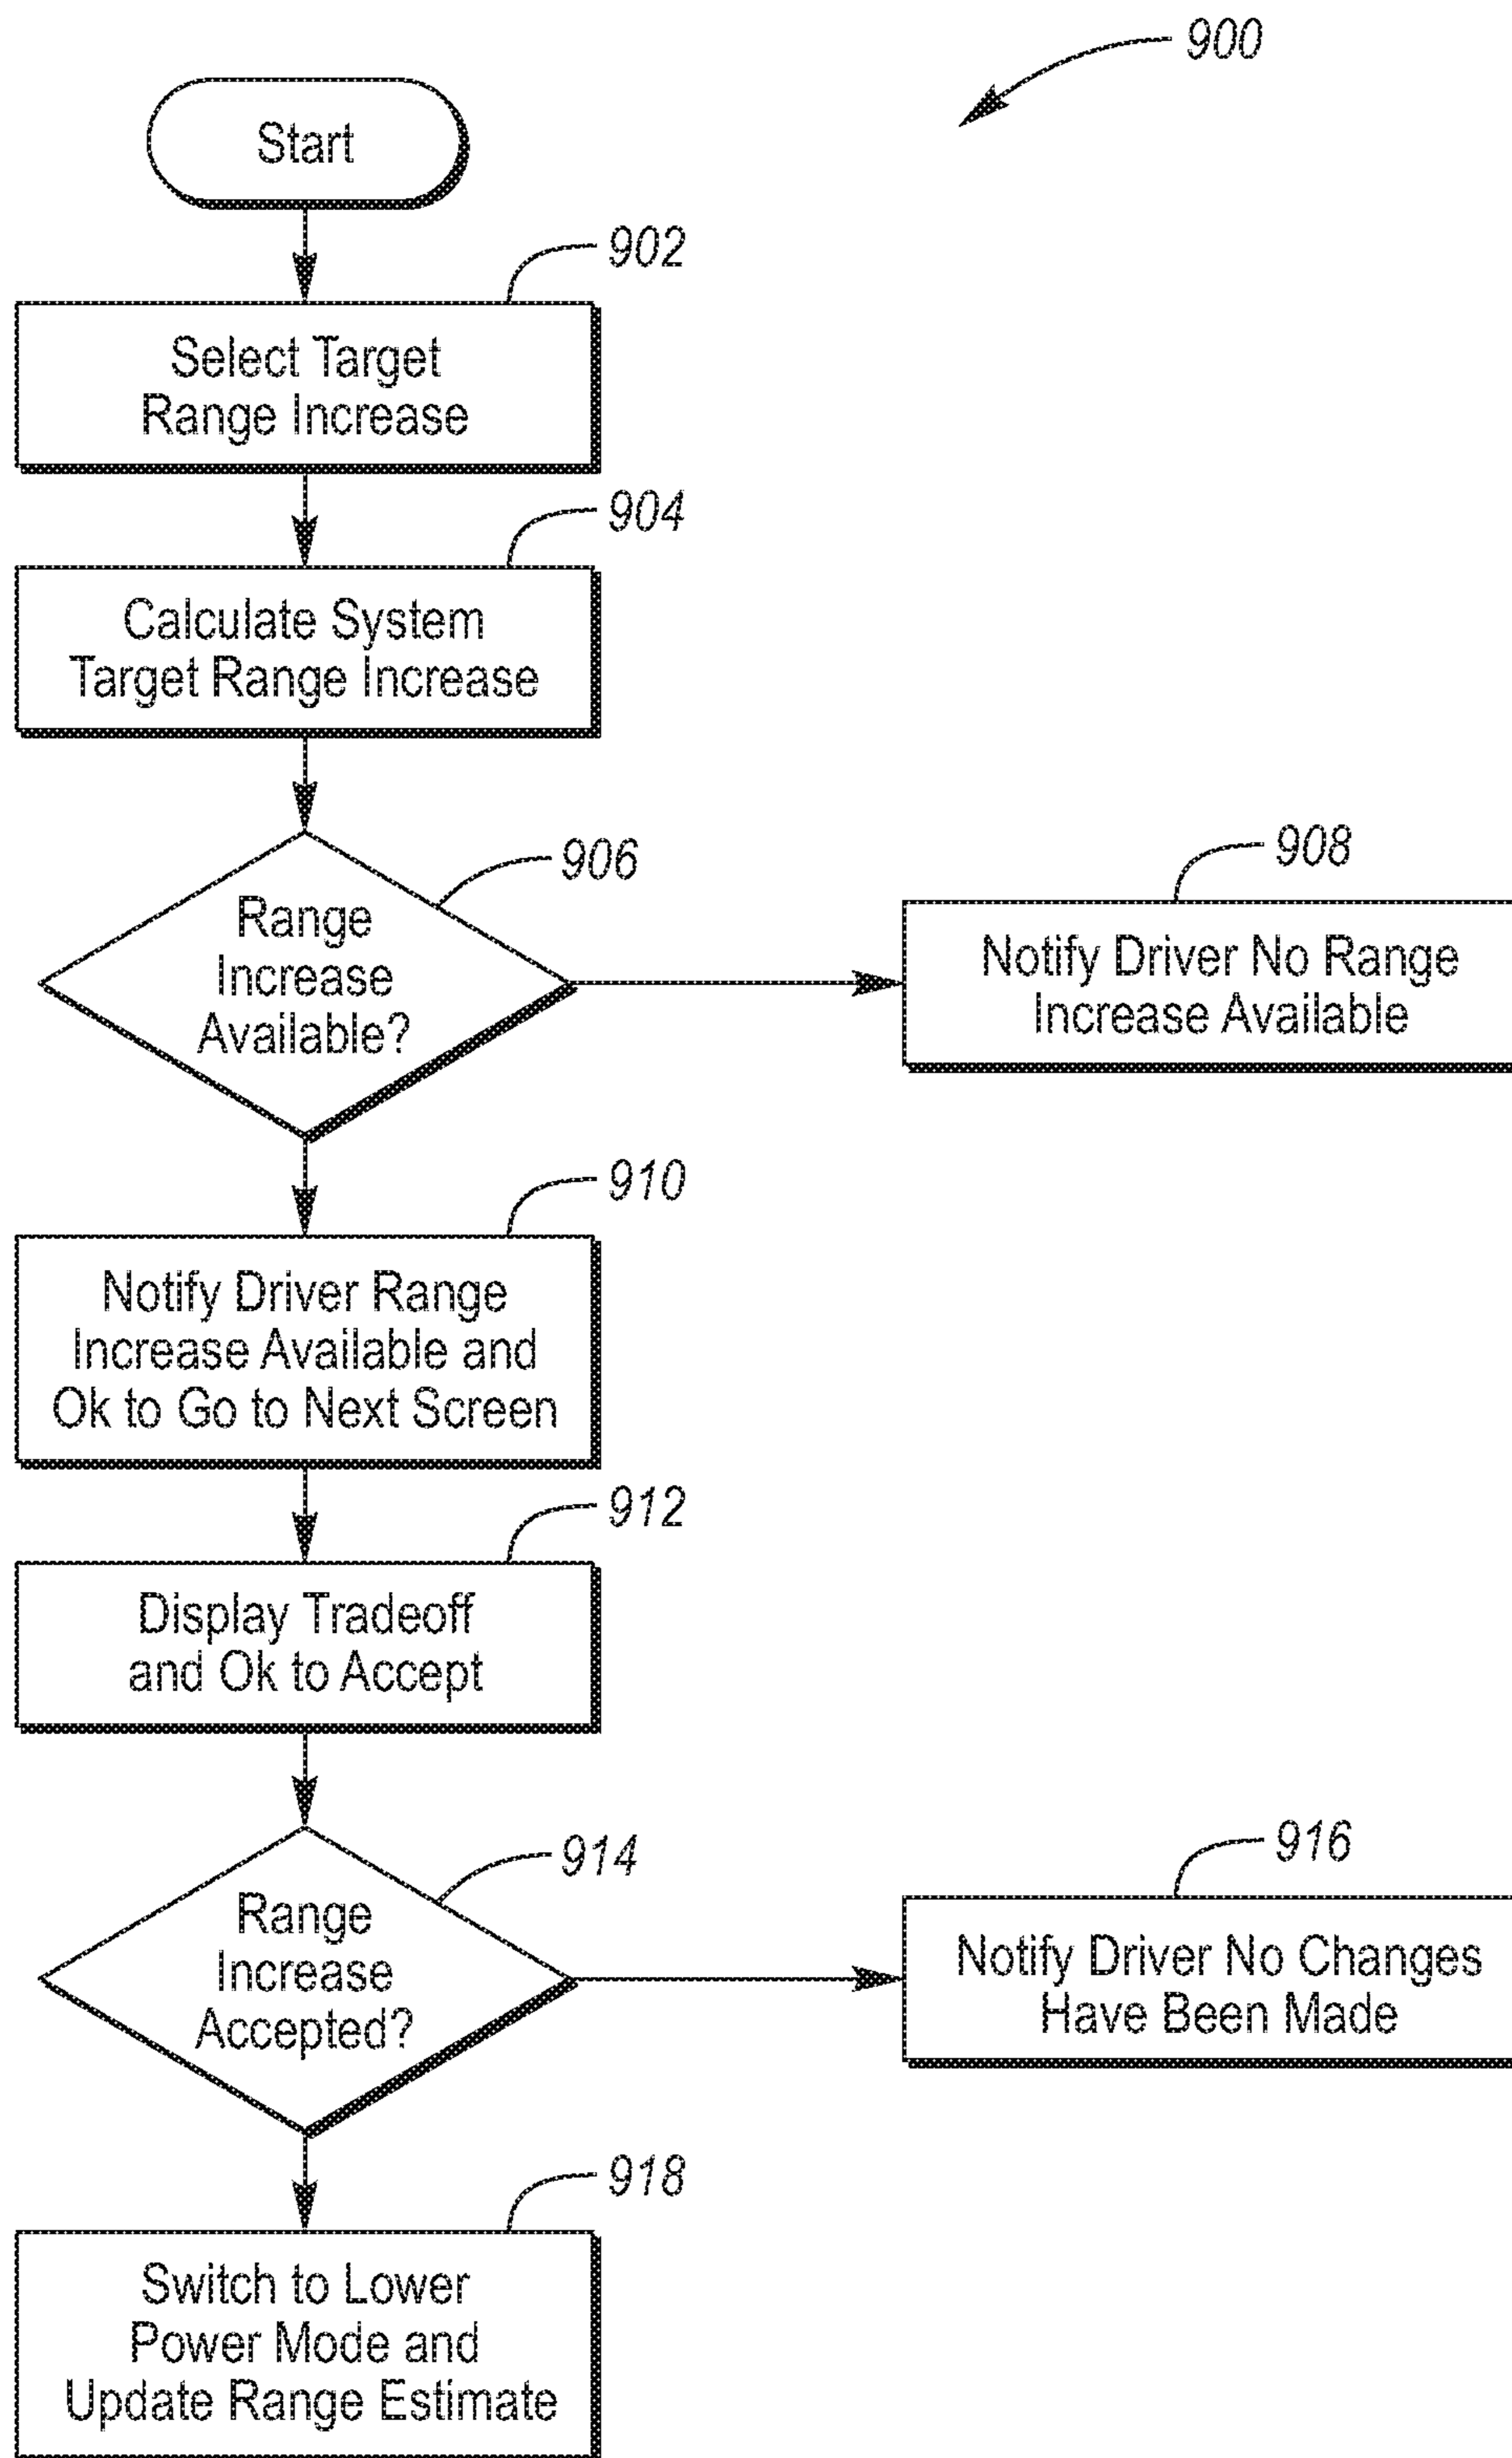 900
Start
902
Select Target
Range Increase
904
Calculate System
Target Range Increase
906
Range
Increase
Available?
908
Notify Driver No Range
Increase Available
910
Notify Driver Range
Increase Available and
Ok to Go to Next Screen
912
Display Tradeoff
and Ok to Accept
914
Range
Increase
Accepted?
916
Notify Driver No Changes
Have Been Made
918
Switch to Lower
Power Mode and
Update Range Estimate